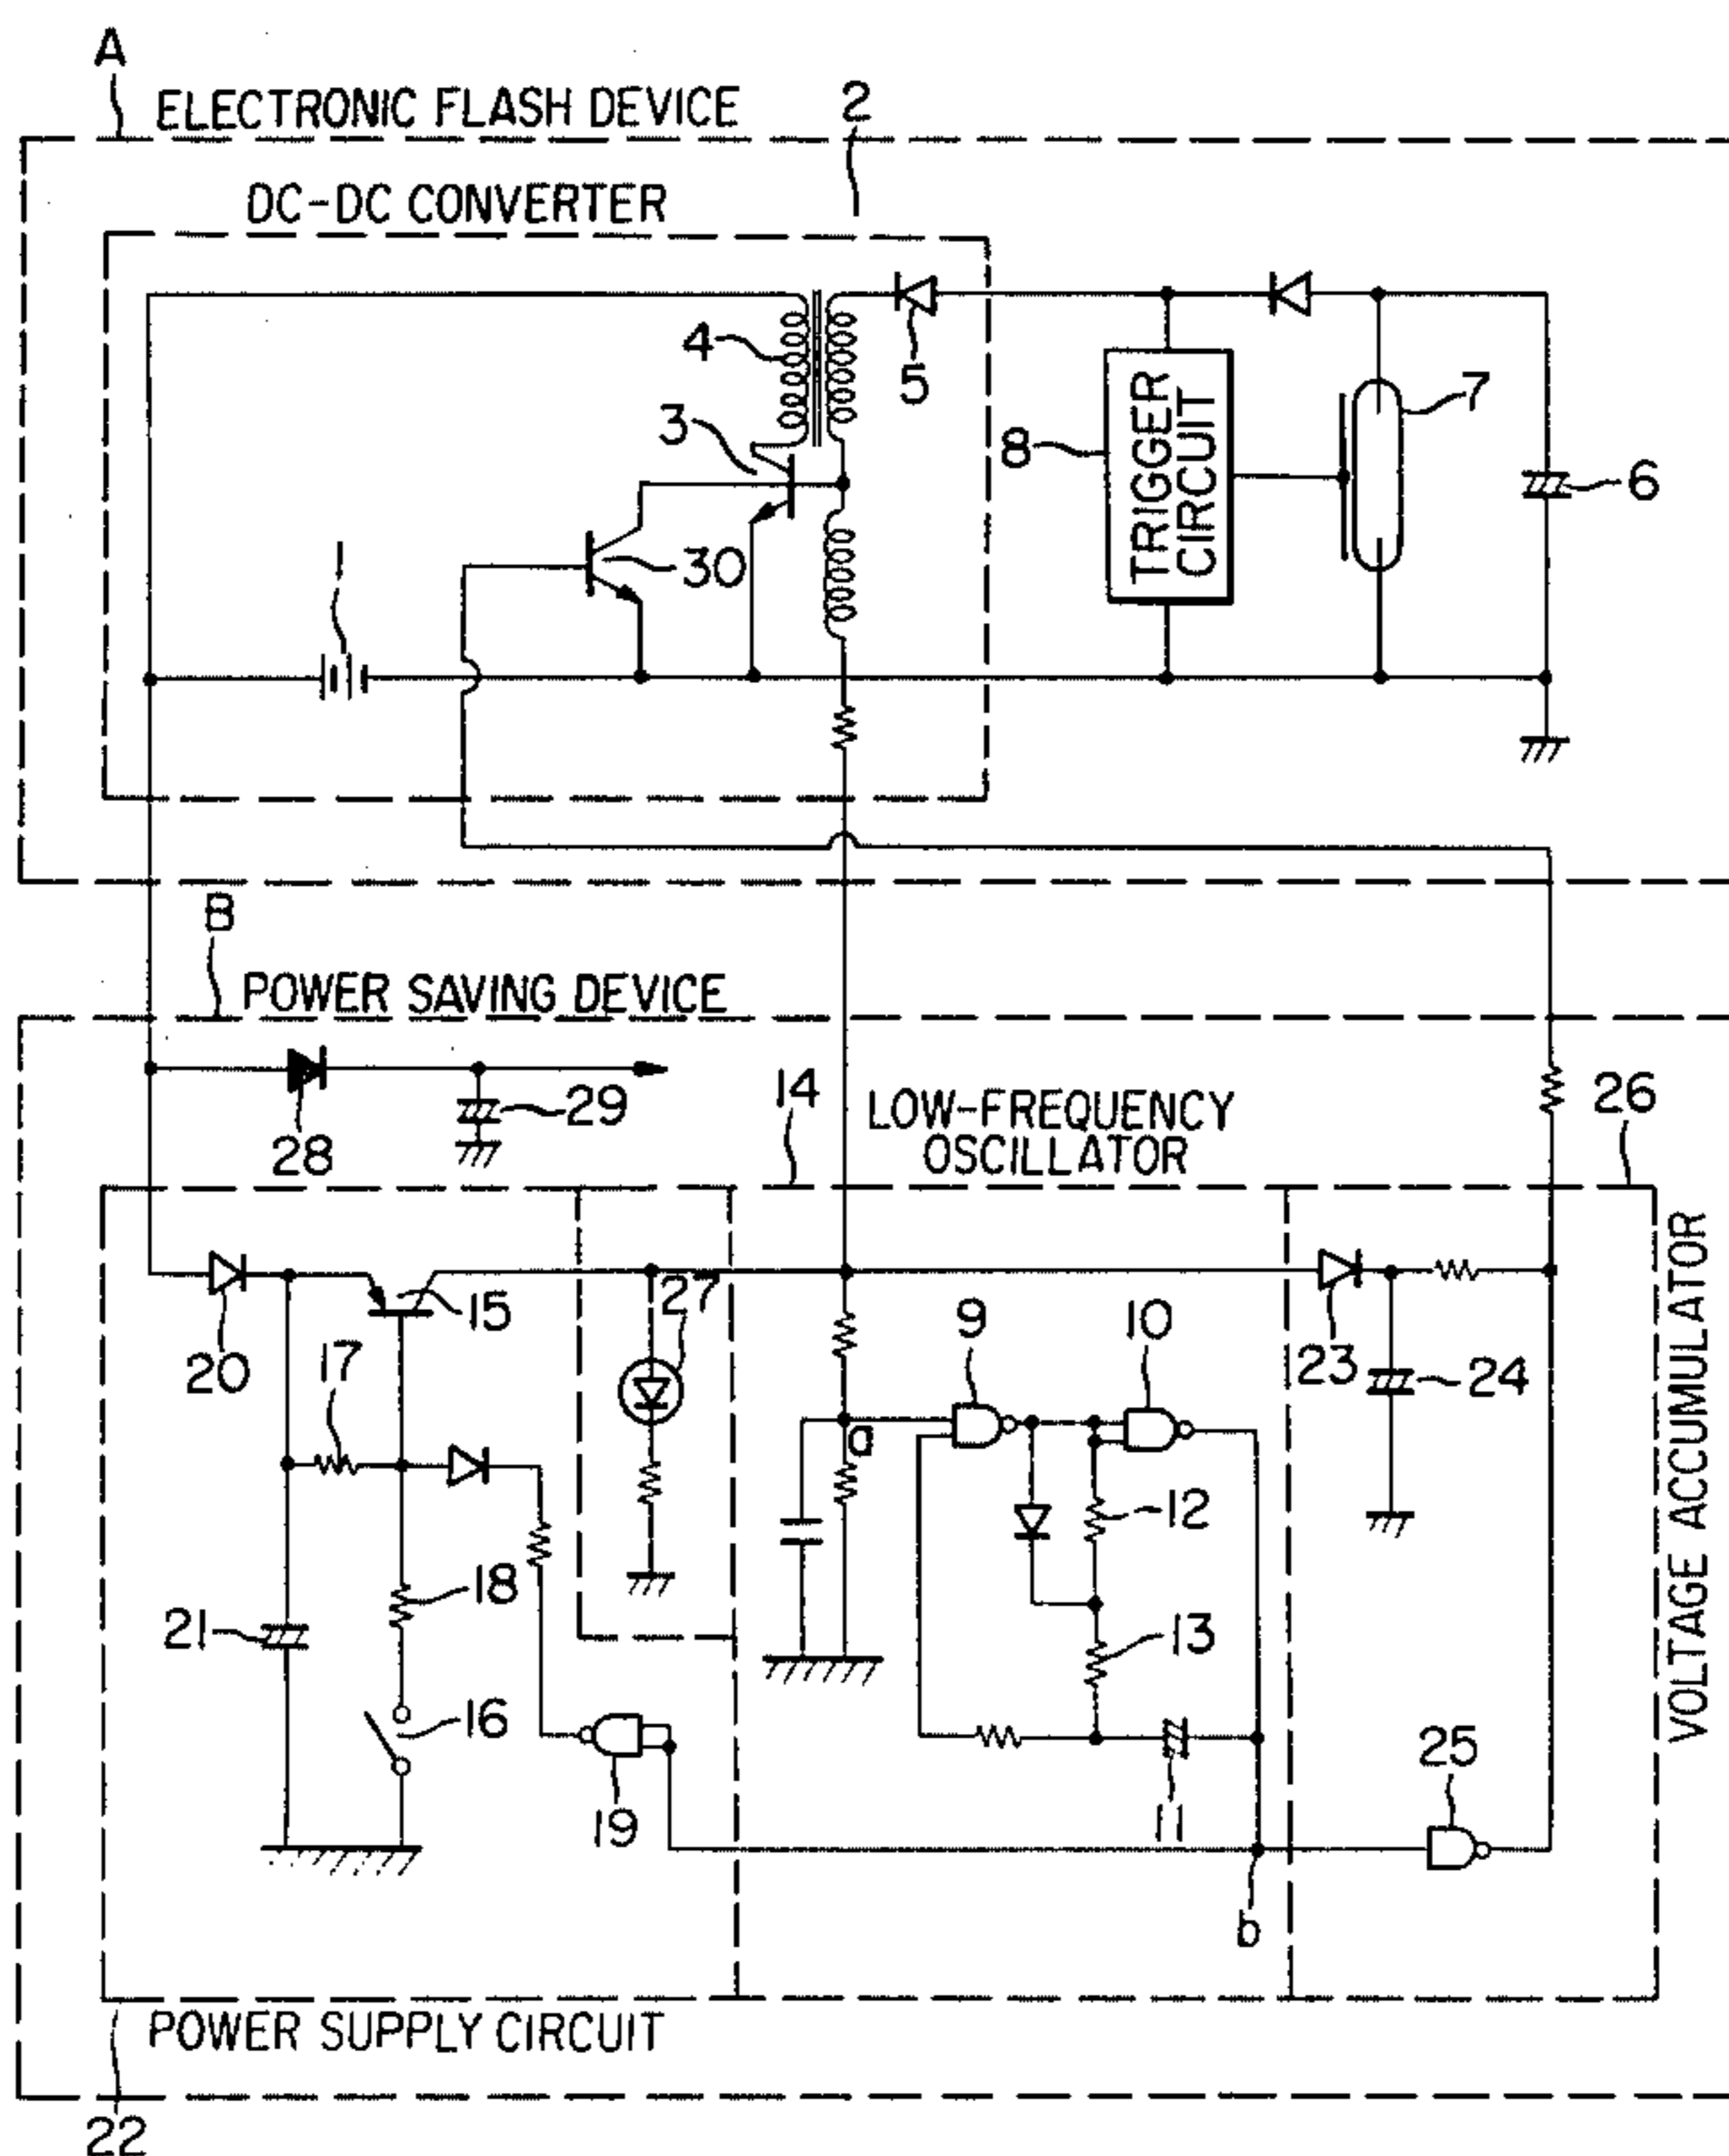 A
ELECTRONIC FLASH DEVICE
2
DC-DC CONVERTER
4
5
3
8
TRIGGER
CIRCUIT
7
6
1
30
B
POWER SAVING DEVICE
14
LOW-FREQUENCY
OSCILLATOR
26
29
28
15
27
9
10
23
24
20
17
a
12
18
21
13
16
25
19
11
b
VOLTAGE ACCUMULATOR
POWER SUPPLY CIRCUIT
22